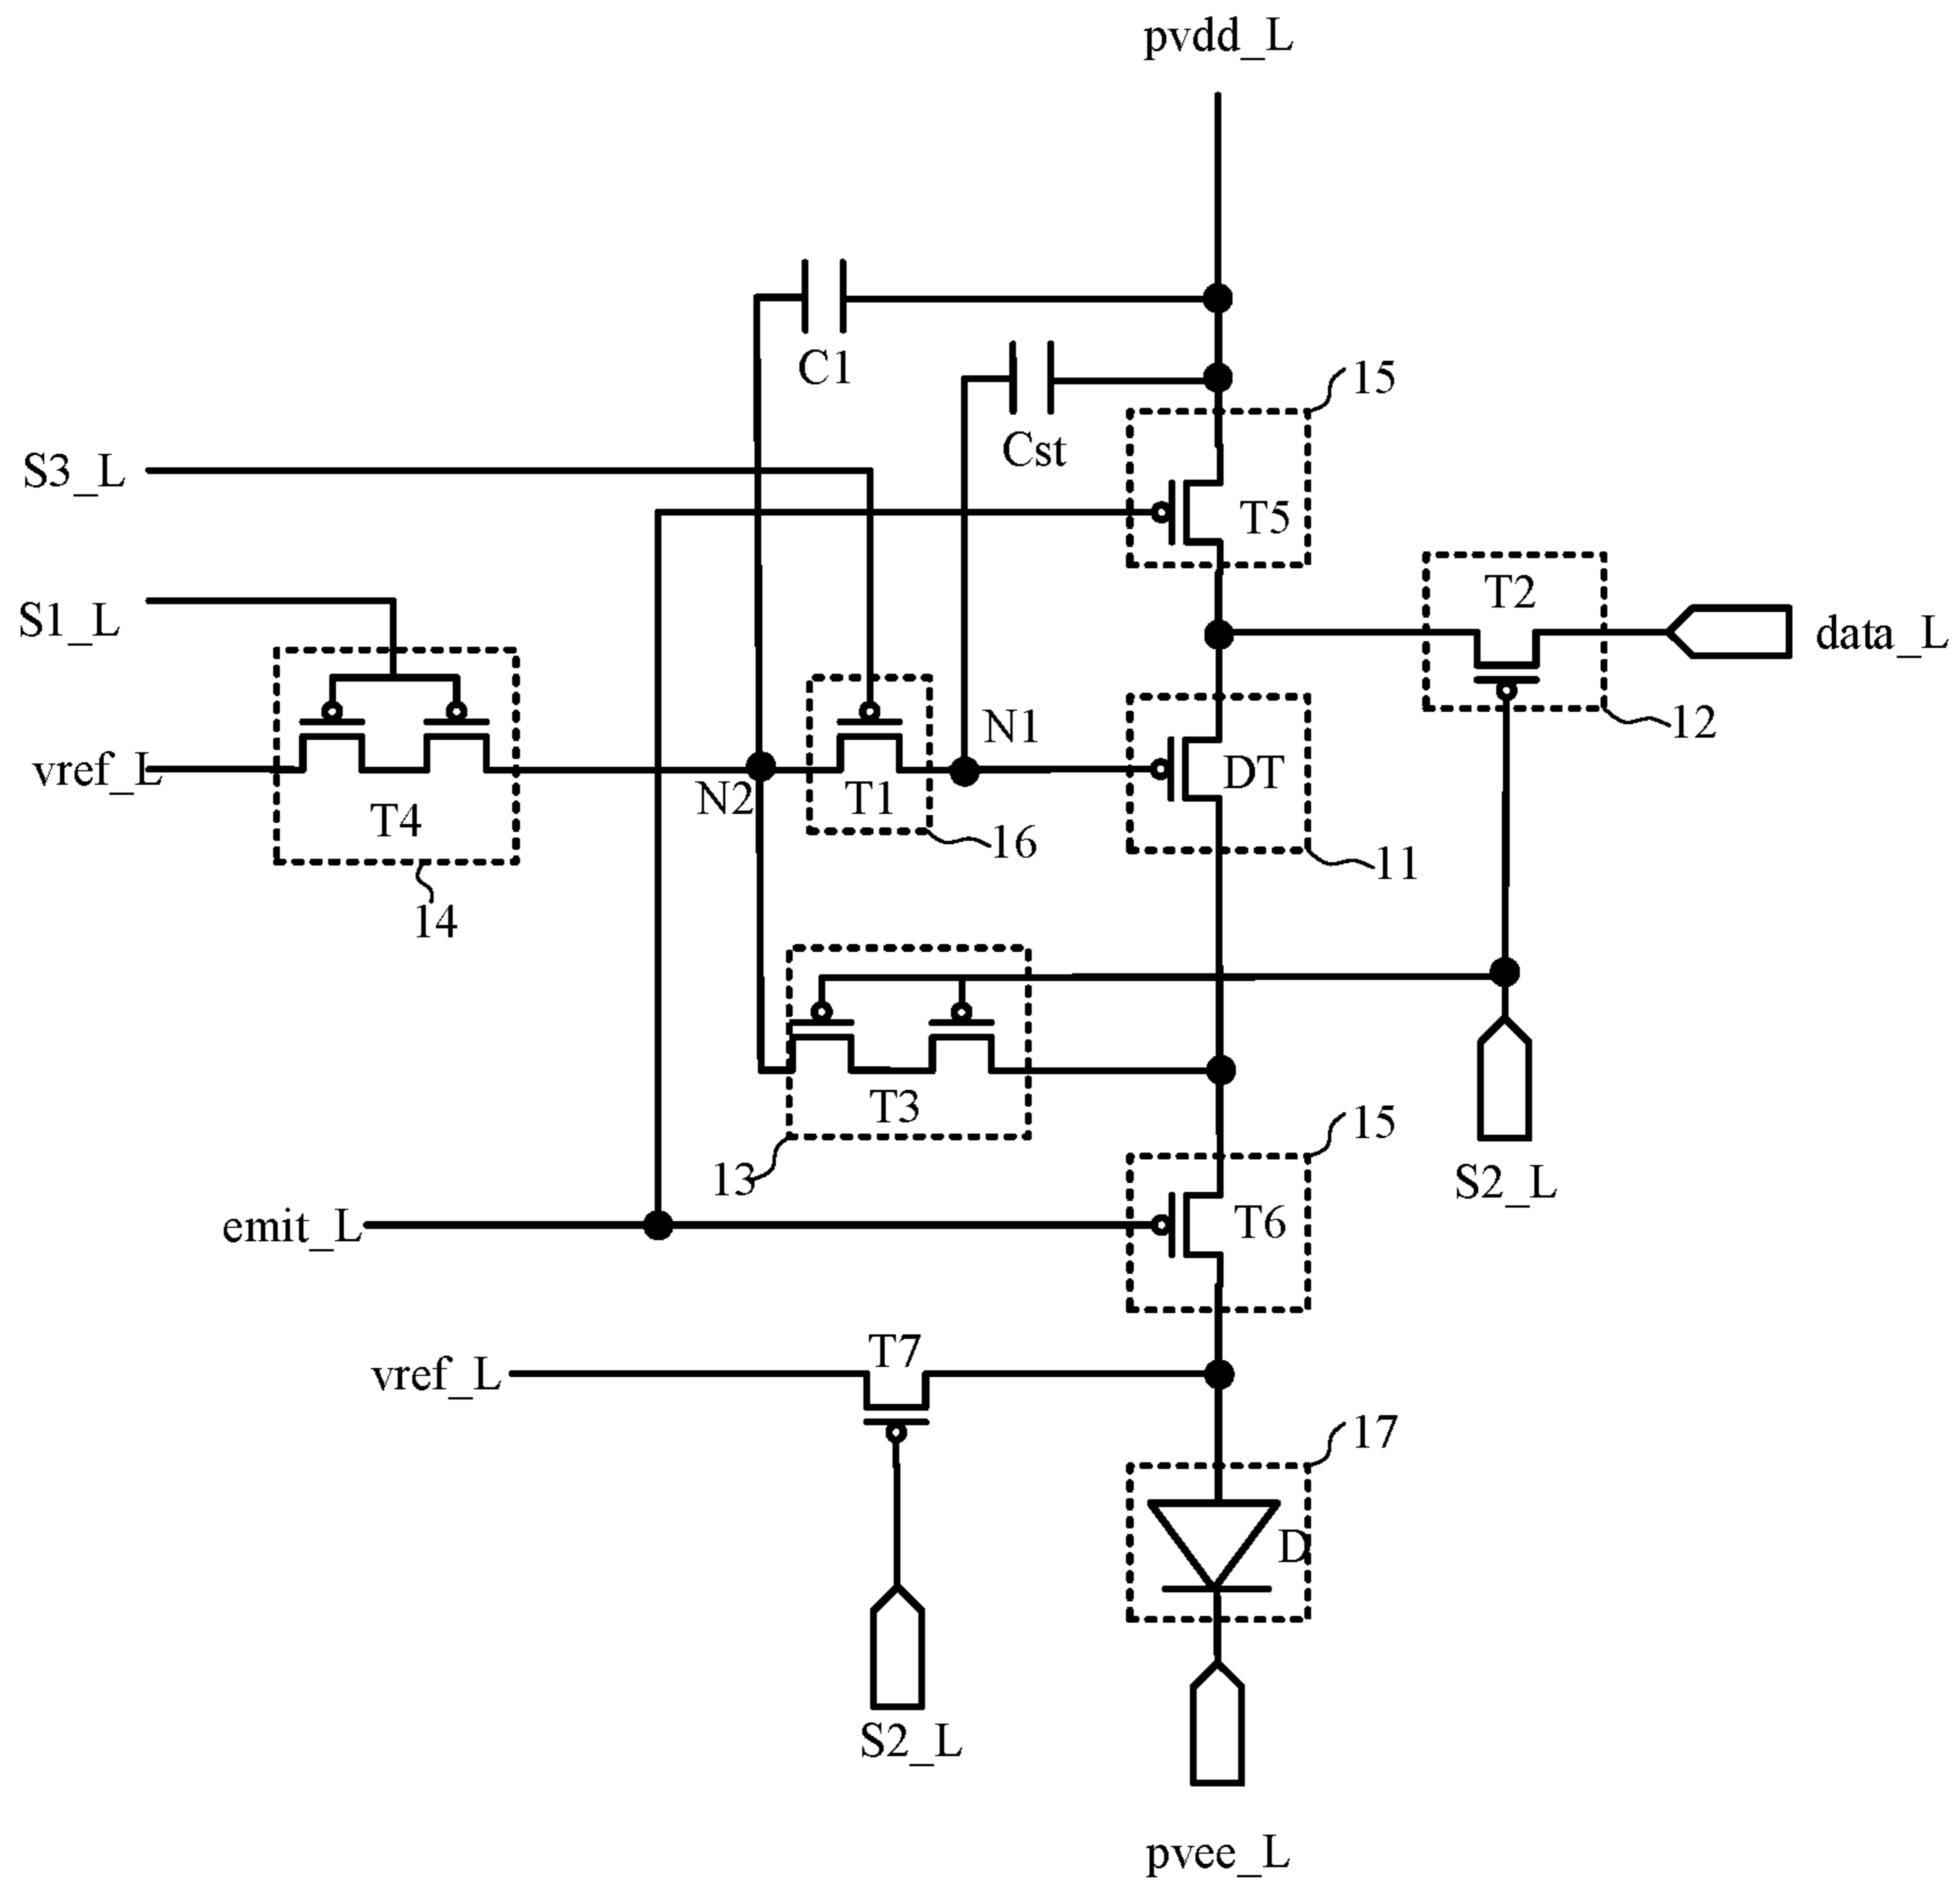 pvdd_L
C1
15
Cst
S3_L
T5
T2
S1_L
data_L
N1
12
vref_L
DT
N2
T1
T4
16
11
14
T3
15
13
S2_L
T6
emit_L
T7
vref_L
17
D
S2_L
pvee_L